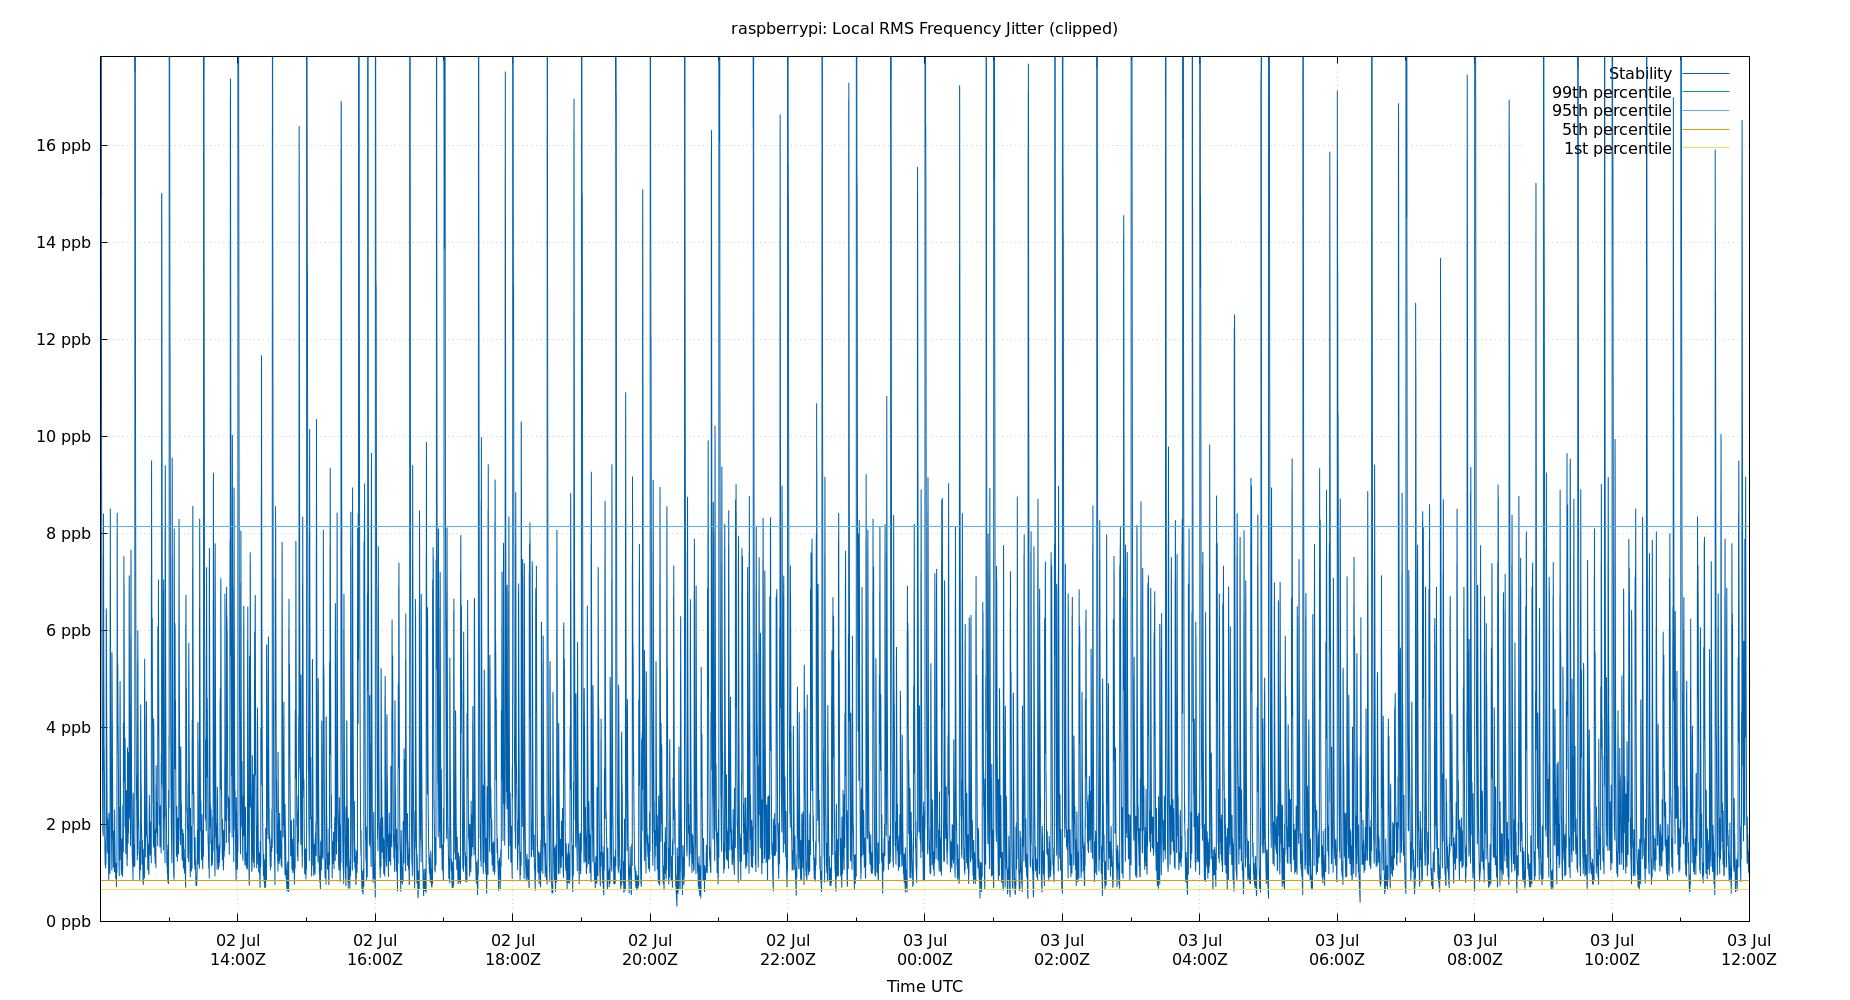 raspberrypi: Local RMS Frequency Jitter (clipped)
Stability
99th percentile
95th percentile
5th percentile
1st percentile
16 ppb
14 ppb
12 ppb
10 ppb
8 ppb
6 ppb
4 ppb
2 ppb
0 ppb
02 Jul 02 Jul 02 Jul 02 Jul 02 Jul 03 Jul 03 Jul 03 Jul 03 Jul 03 Jul 03 Jul 03 Jul
14:00Z 16:00Z 18:00Z 20:00Z 22:00Z 00:00Z 02:00Z 04:00Z 06:00Z 08:00Z 10:00Z 12:00Z
Time UTC